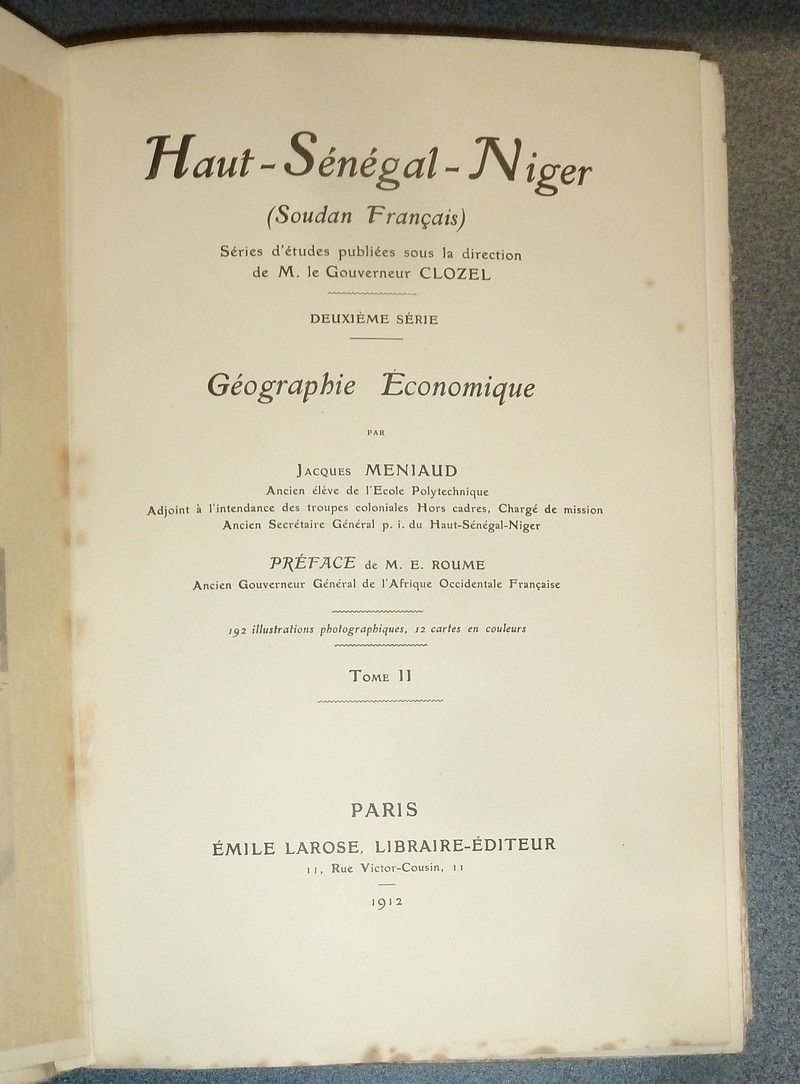 Haut-Sénégal-Niger
(Soudan Français)
Séries d'études publiées sous la direction
de M. le Gouverneur CLOZEL
DEUXIÈME SÉRIE
Géographie Économique
PAR
JACQUES MENIAUD
Ancien élève de l'Ecole Polytechnique
Adjoint à l'intendance des troupes coloniales Hors cadres, Chargé de mission
Ancien Secrétaire Général p. i. du Haut-Sénégal-Niger
PRÉFACE de M. E. ROUME
Ancien Gouverneur Général de l'Afrique Occidentale Française
192 illustrations photographiques, 12 cartes en couleurs
TOME II
PARIS
ÉMILE LAROSE, LIBRAIRE-ÉDITEUR
11, Rue Victor-Cousin, 11
1912